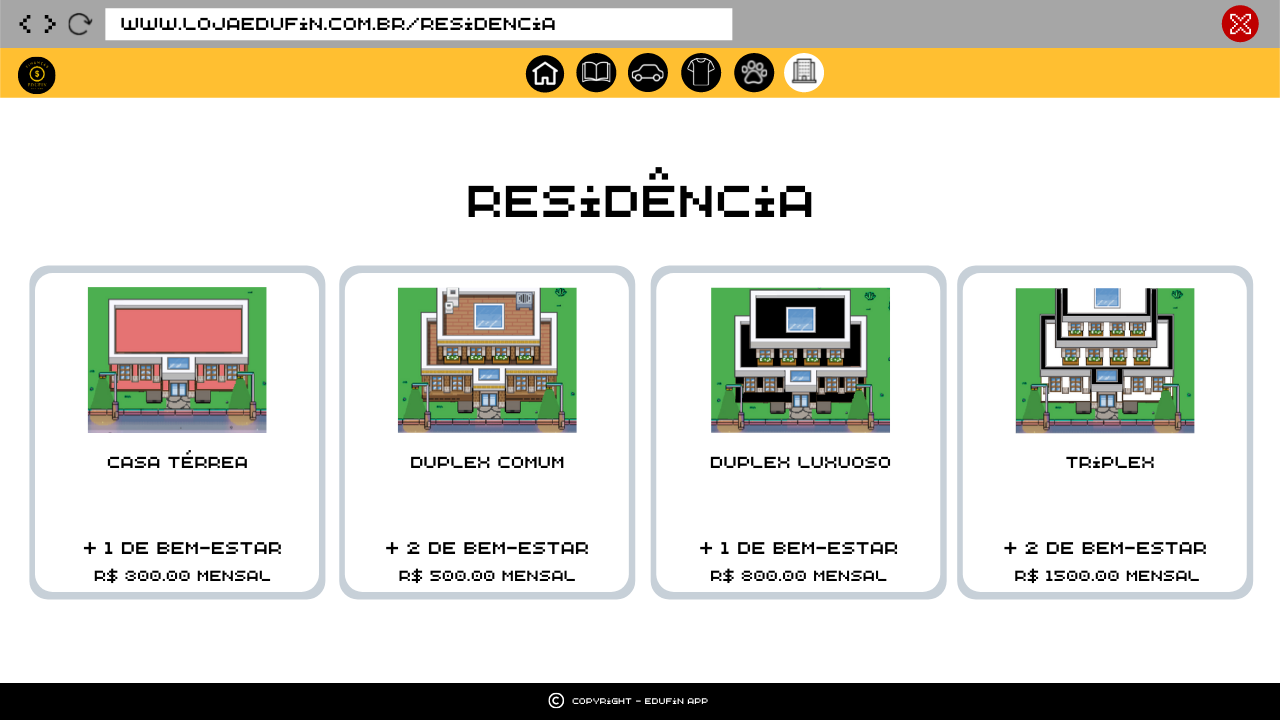 WWW.LOJAEDUFIN.COM.BR/RESIDENCIA
RESIDÊNCIA
CASA TÉRREA
+ 1 DE BEM-ESTAR
R$ 300.00 MENSAL
DUPLEX COMUM
+ 2 DE BEM-ESTAR
R$ 500.00 MENSAL
DUPLEX LUXUOSO
+ 1 DE BEM-ESTAR
R$ 800.00 MENSAL
TRIPLEX
+ 2 DE BEM-ESTAR
R$ 1500.00 MENSAL
© COPYRIGHT - EDUFIN APP